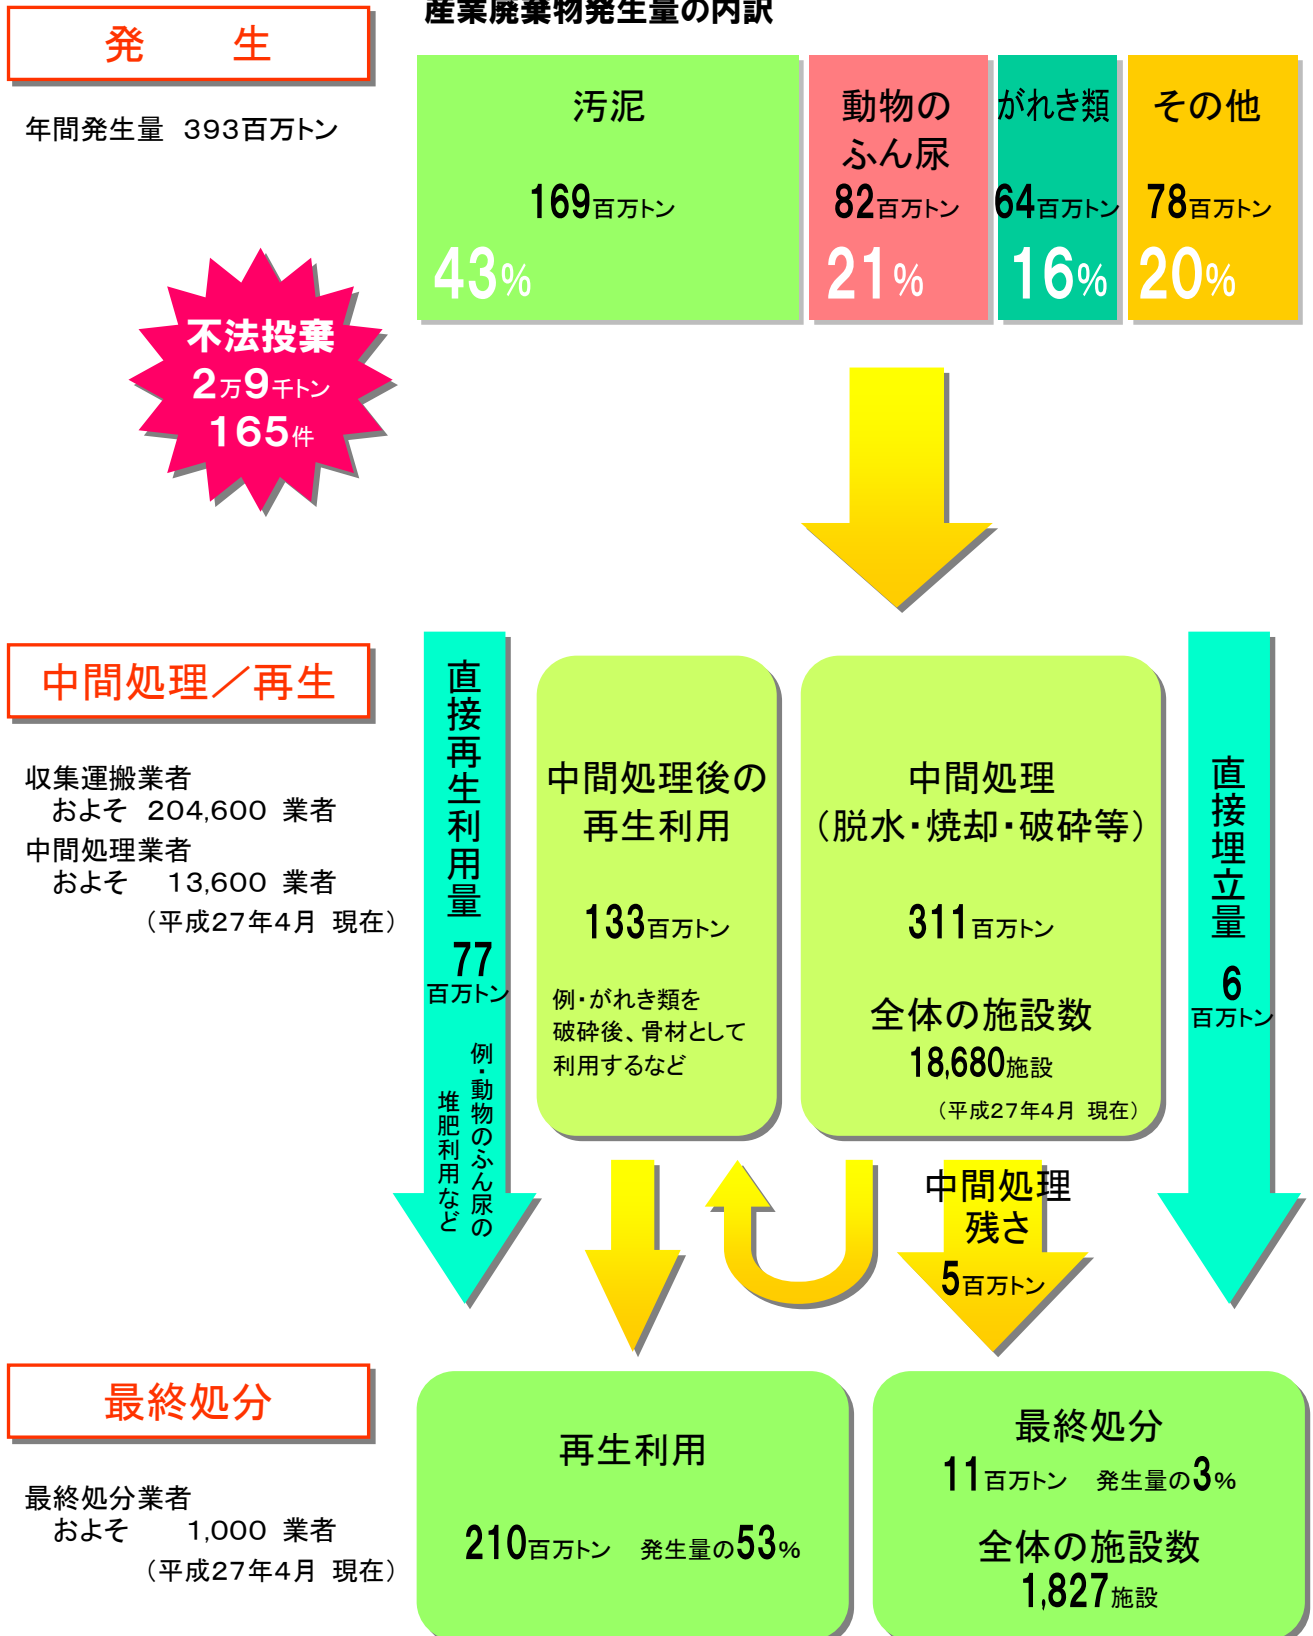 産業廃棄物発生量の内訳
発　　生
年間発生量　393百万トン
汚泥
169百万トン
43%
動物の
ふん尿
82百万トン
21%
がれき類
64百万トン
16%
その他
78百万トン
20%
不法投棄
2万9千トン
165件
中間処理／再生
収集運搬業者
およそ　204,600　業者
中間処理業者
およそ　13,600　業者
（平成27年4月　現在）
直接再生利用量
77
百万トン
例・動物のふん尿の
堆肥利用など
中間処理後の
再生利用
133百万トン
例・がれき類を
破砕後、骨材として
利用するなど
中間処理
（脱水・焼却・破砕等）
311百万トン
全体の施設数
18,680施設
（平成27年4月　現在）
直接埋立量
6
百万トン
中間処理
残さ
5百万トン
最終処分
最終処分業者
およそ　1,000　業者
（平成27年4月　現在）
再生利用
210百万トン　発生量の53%
最終処分
11百万トン　発生量の3%
全体の施設数
1,827施設